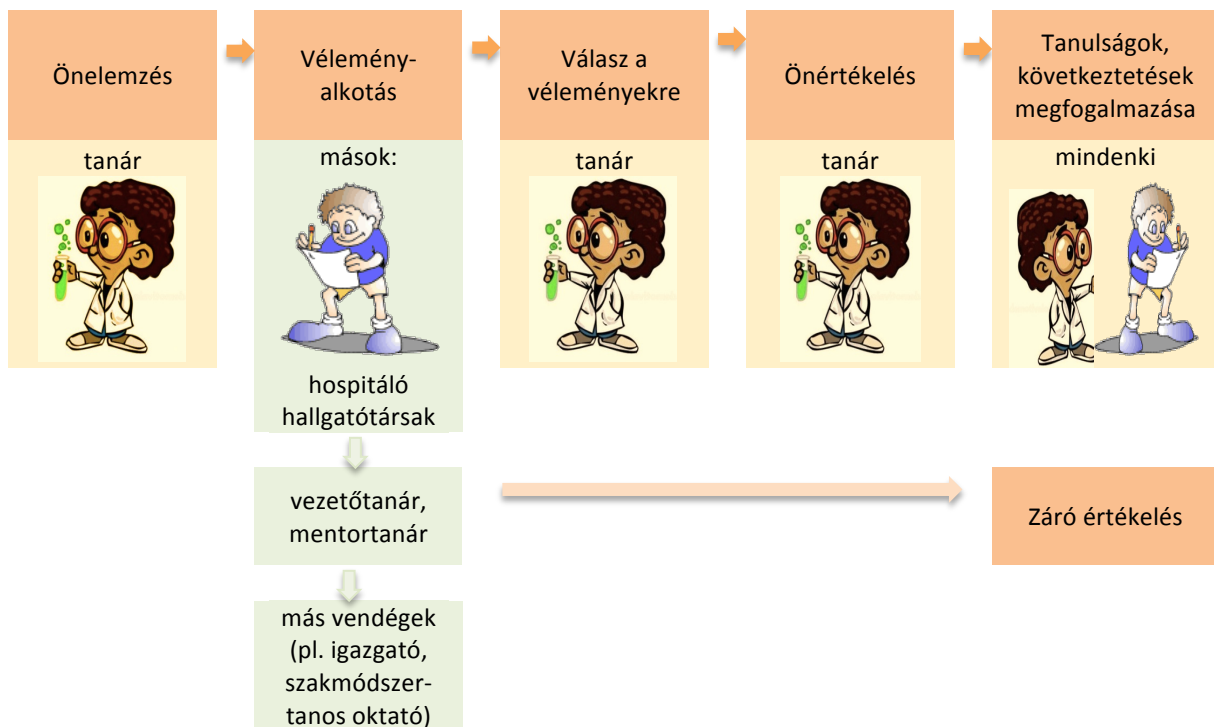 Önelemzés
Vélemény-
alkotás
Válasz a
véleményekre
Önértékelés
Tanulságok,
következtetések
megfogalmazása
tanár
mások:
tanár
tanár
mindenki
hospitáló
hallgatótársak
vezetőtanár,
mentortanár
Záró értékelés
más vendégek
(pl. igazgató,
szakmódszer-
tanos oktató)